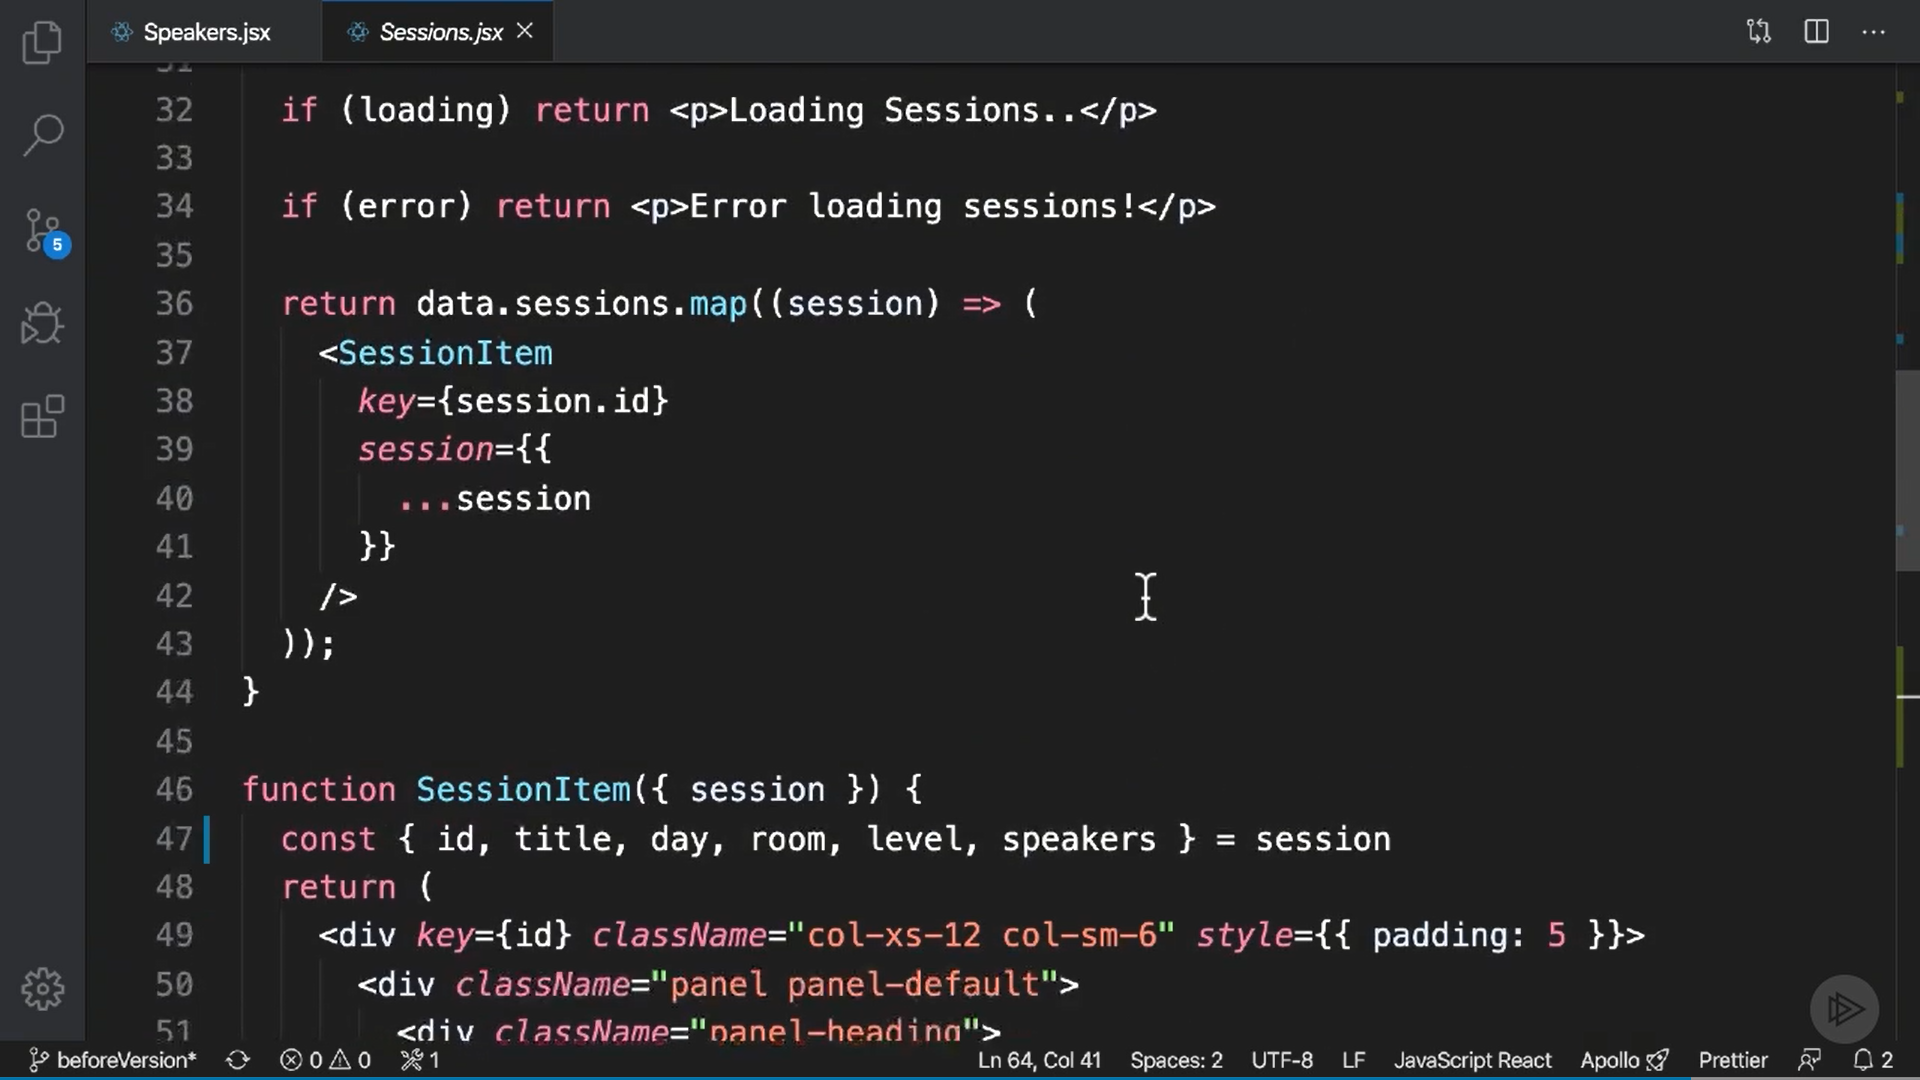 Speakers.jsx Sessions.jsx
31
32 if (loading) return <p>Loading Sessions..</p>
33
34 if (error) return <p>Error loading sessions!</p>
35
36 return data.sessions.map((session) => (
37 <SessionItem
38 key={session.id}
39 session={{
40 ...session
41 }}
42 />
43 ));
44 }
45
46 function SessionItem({ session }) {
47 const { id, title, day, room, level, speakers } = session
48 return (
49 <div key={id} className="col-xs-12 col-sm-6" style={{ padding: 5 }}>
50 <div className="panel panel-default">
51 <div className="panel-heading">
5
beforeVersion* 0 0 1 Ln 64, Col 41 Spaces: 2 UTF-8 LF JavaScript React Apollo Prettier 2